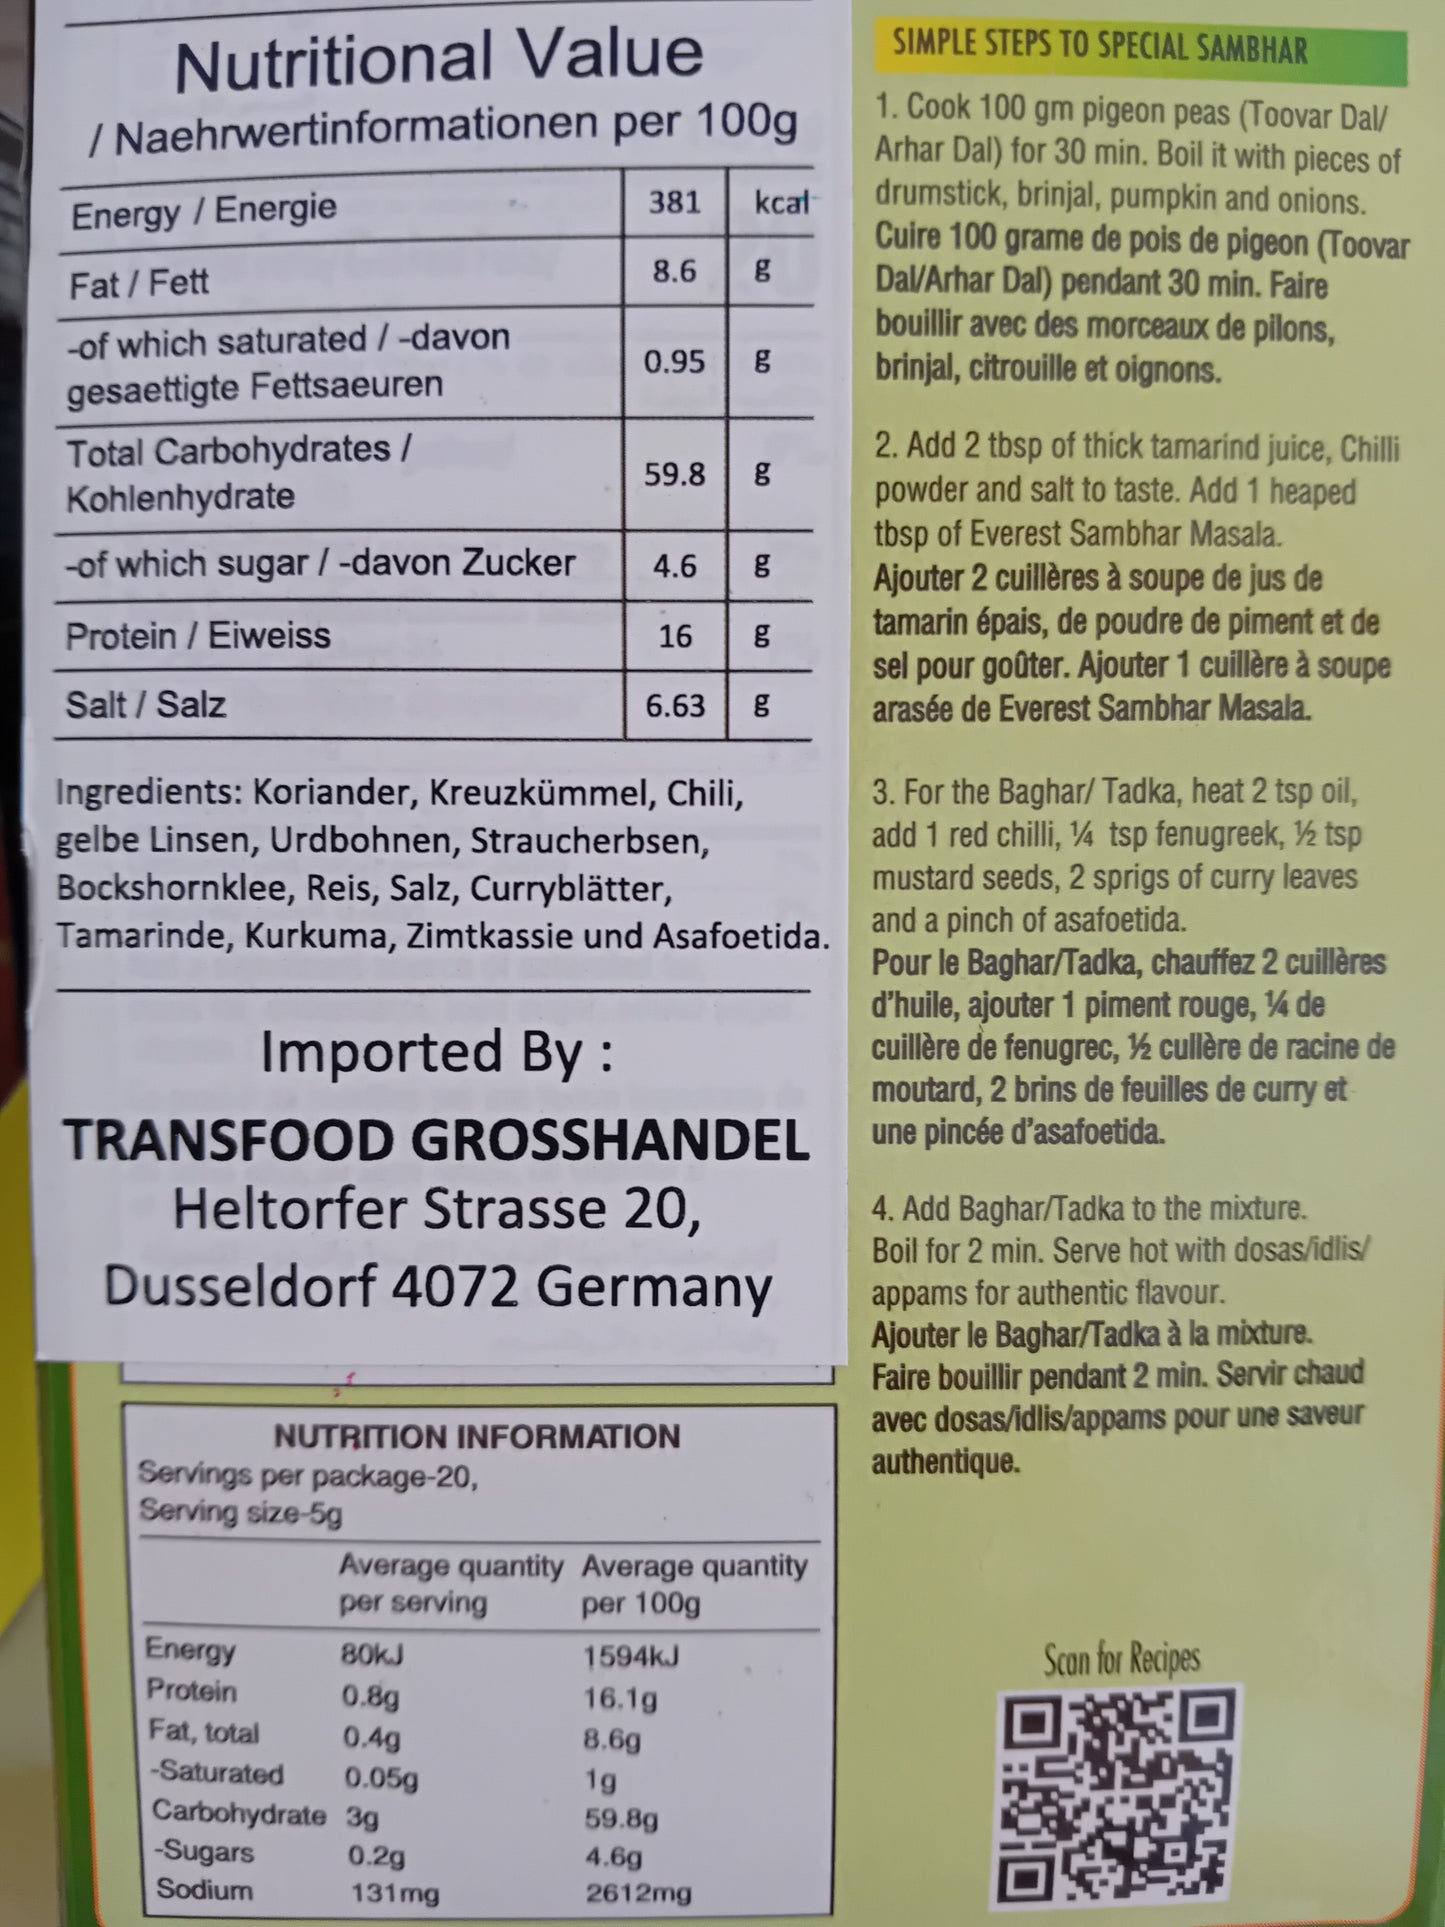 Nutritional Value
/ Naehrwertinformationen per 100g
Energy / Energie 381 kcal
Fat / Fett 8.6 g
-of which saturated / -davon
gesaettigte Fettsaeuren 0.95 g
Total Carbohydrates /
Kohlenhydrate 59.8 g
-of which sugar / -davon Zucker 4.6 g
Protein / Eiweiss 16 g
Salt / Salz 6.63 g
Ingredients: Koriander, Kreuzkümmel, Chili,
gelbe Linsen, Urdbohnen, Straucherbsen,
Bockshornklee, Reis, Salz, Curryblätter,
Tamarinde, Kurkuma, Zimtkassie und Asafoetida.
Imported By :
TRANSFOOD GROSSHANDEL
Heltorfer Strasse 20,
Dusseldorf 4072 Germany
NUTRITION INFORMATION
Servings per package-20,
Serving size-5g
Average quantity Average quantity
per serving per 100g
Energy 80kJ 1594kJ
Protein 0.8g 16.1g
Fat, total 0.4g 8.6g
-Saturated 0.05g 1g
Carbohydrate 3g 59.8g
-Sugars 0.2g 4.6g
Sodium 131mg 2612mg
SIMPLE STEPS TO SPECIAL SAMBHAR
1. Cook 100 gm pigeon peas (Toovar Dal/
Arhar Dal) for 30 min. Boil it with pieces of
drumstick, brinjal, pumpkin and onions.
Cuire 100 grame de pois de pigeon (Toovar
Dal/Arhar Dal) pendant 30 min. Faire
bouillir avec des morceaux de pilons,
brinjal, citrouille et oignons.
2. Add 2 tbsp of thick tamarind juice, Chilli
powder and salt to taste. Add 1 heaped
tbsp of Everest Sambhar Masala.
Ajouter 2 cuillères à soupe de jus de
tamarin épais, de poudre de piment et de
sel pour goûter. Ajouter 1 cuillère à soupe
arasée de Everest Sambhar Masala.
3. For the Baghar/ Tadka, heat 2 tsp oil,
add 1 red chilli, ¼ tsp fenugreek, ½ tsp
mustard seeds, 2 sprigs of curry leaves
and a pinch of asafoetida.
Pour le Baghar/Tadka, chauffez 2 cuillères
d'huile, ajouter 1 piment rouge, ¼ de
cuillère de fenugrec, ½ cullère de racine de
moutard, 2 brins de feuilles de curry et
une pincée d'asafoetida.
4. Add Baghar/Tadka to the mixture.
Boil for 2 min. Serve hot with dosas/idlis/
appams for authentic flavour.
Ajouter le Baghar/Tadka à la mixture.
Faire bouillir pendant 2 min. Servir chaud
avec dosas/idlis/appams pour une saveur
authentique.
Scan for Recipes